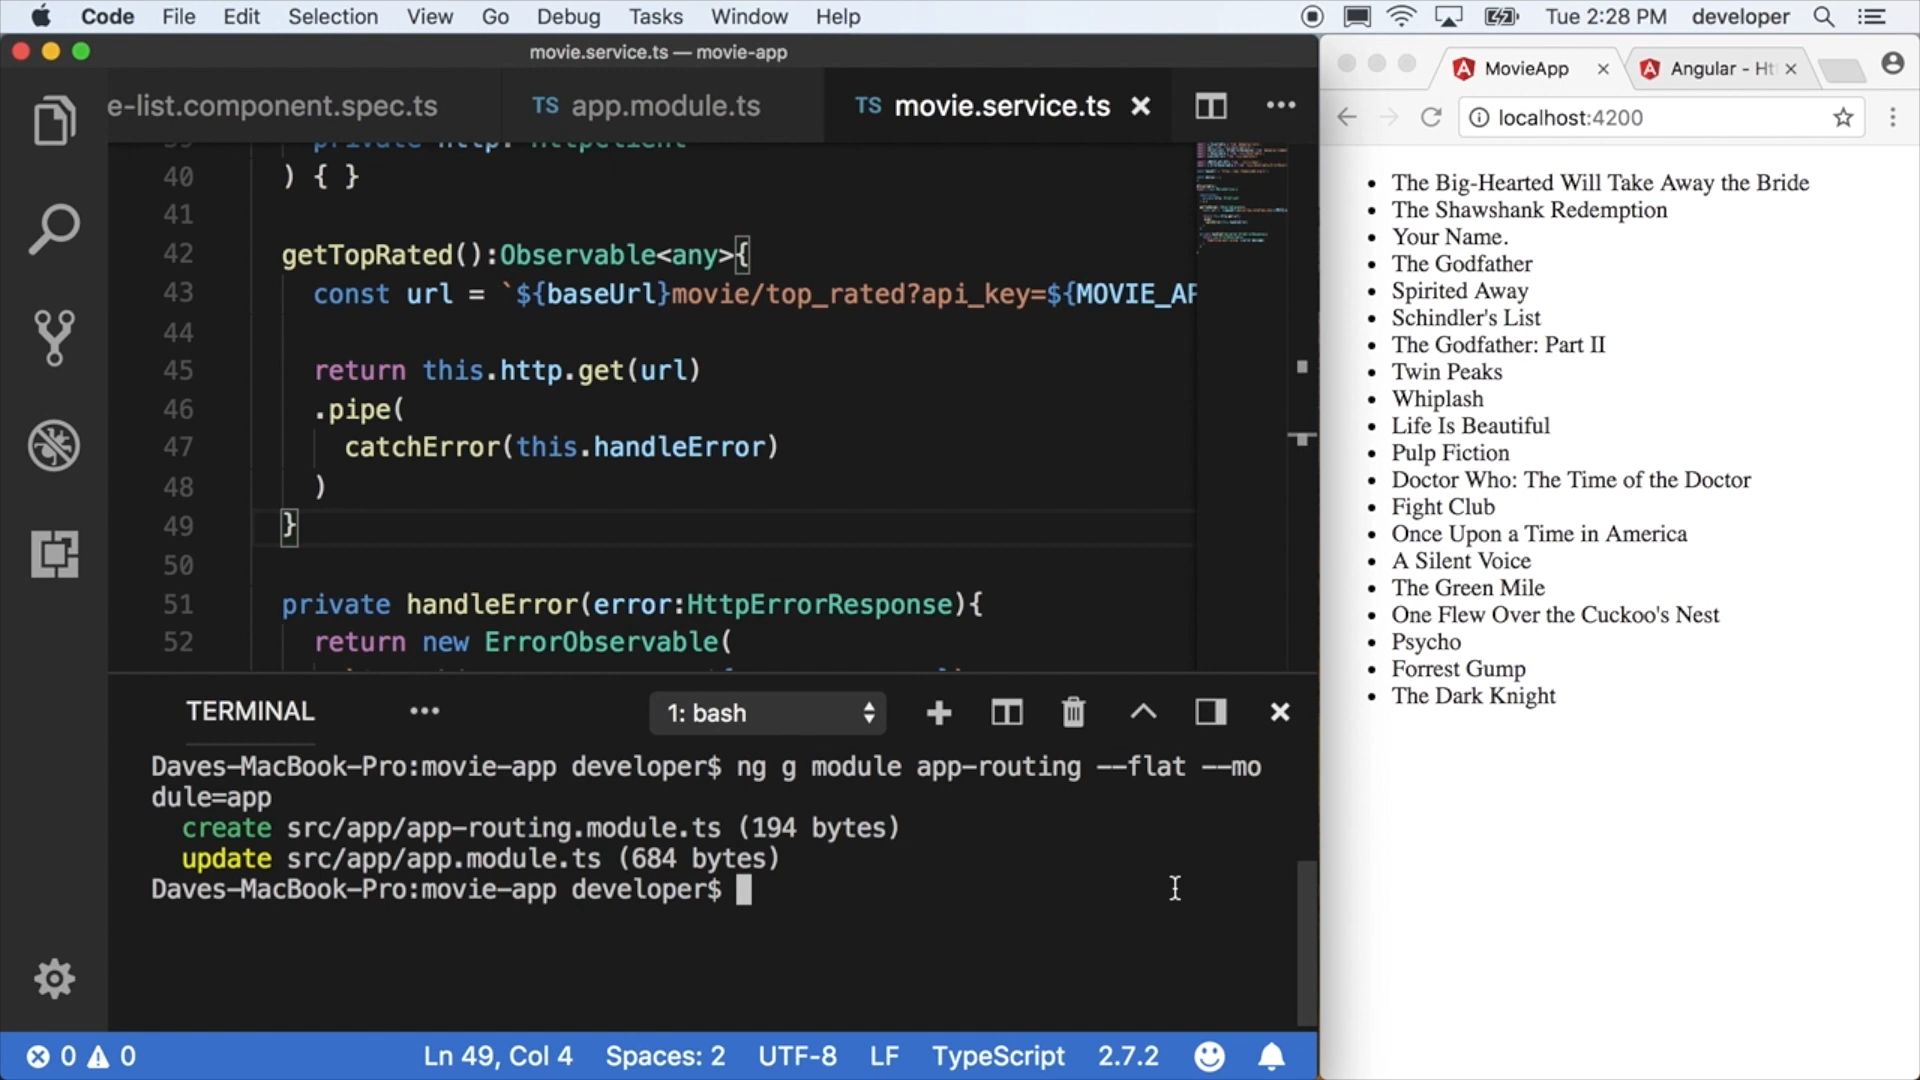 Code File Edit Selection View Go Debug Tasks Window Help Tue 2:28 PM developer
movie.service.ts — movie-app
e-list.component.spec.ts TS app.module.ts TS movie.service.ts
40 ) { }
41
42 getTopRated():Observable<any>{
43 const url = `${baseUrl}movie/top_rated?api_key=${MOVIE_AP
44
45 return this.http.get(url)
46 .pipe(
47 catchError(this.handleError)
48 )
49 }
50
51 private handleError(error:HttpErrorResponse){
52 return new ErrorObservable(
TERMINAL 1: bash
Daves-MacBook-Pro:movie-app developer$ ng g module app-routing --flat --mo
dule=app
create src/app/app-routing.module.ts (194 bytes)
update src/app/app.module.ts (684 bytes)
Daves-MacBook-Pro:movie-app developer$
0 0 Ln 49, Col 4 Spaces: 2 UTF-8 LF TypeScript 2.7.2
MovieApp Angular - Ht
localhost:4200
The Big-Hearted Will Take Away the Bride
The Shawshank Redemption
Your Name.
The Godfather
Spirited Away
Schindler's List
The Godfather: Part II
Twin Peaks
Whiplash
Life Is Beautiful
Pulp Fiction
Doctor Who: The Time of the Doctor
Fight Club
Once Upon a Time in America
A Silent Voice
The Green Mile
One Flew Over the Cuckoo's Nest
Psycho
Forrest Gump
The Dark Knight